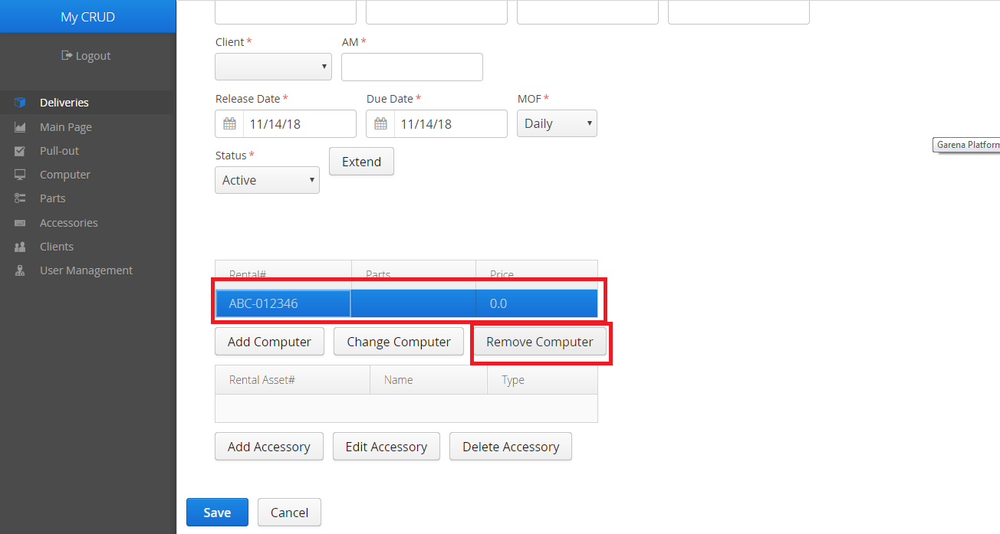 My CRUD
Logout
Deliveries
Main Page
Pull-out
Computer
Parts
Accessories
Clients
User Management
Client * AM *
Release Date * Due Date * MOF *
11/14/18 11/14/18 Daily
Status * Extend
Active
Garena Platform
Rental# Parts Price
ABC-012346 0.0
Add Computer Change Computer Remove Computer
Rental Asset# Name Type
Add Accessory Edit Accessory Delete Accessory
Save Cancel